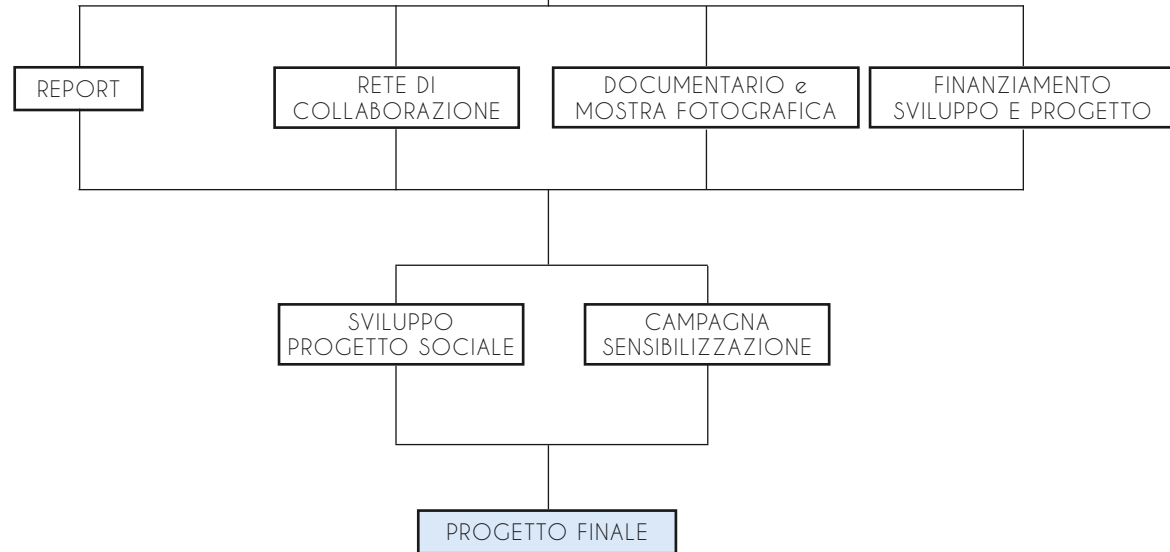 REPORT
RETE DI
COLLABORAZIONE
DOCUMENTARIO e
MOSTRA FOTOGRAFICA
FINANZIAMENTO
SVILUPPO E PROGETTO
SVILUPPO
PROGETTO SOCIALE
CAMPAGNA
SENSIBILIZZAZIONE
PROGETTO FINALE